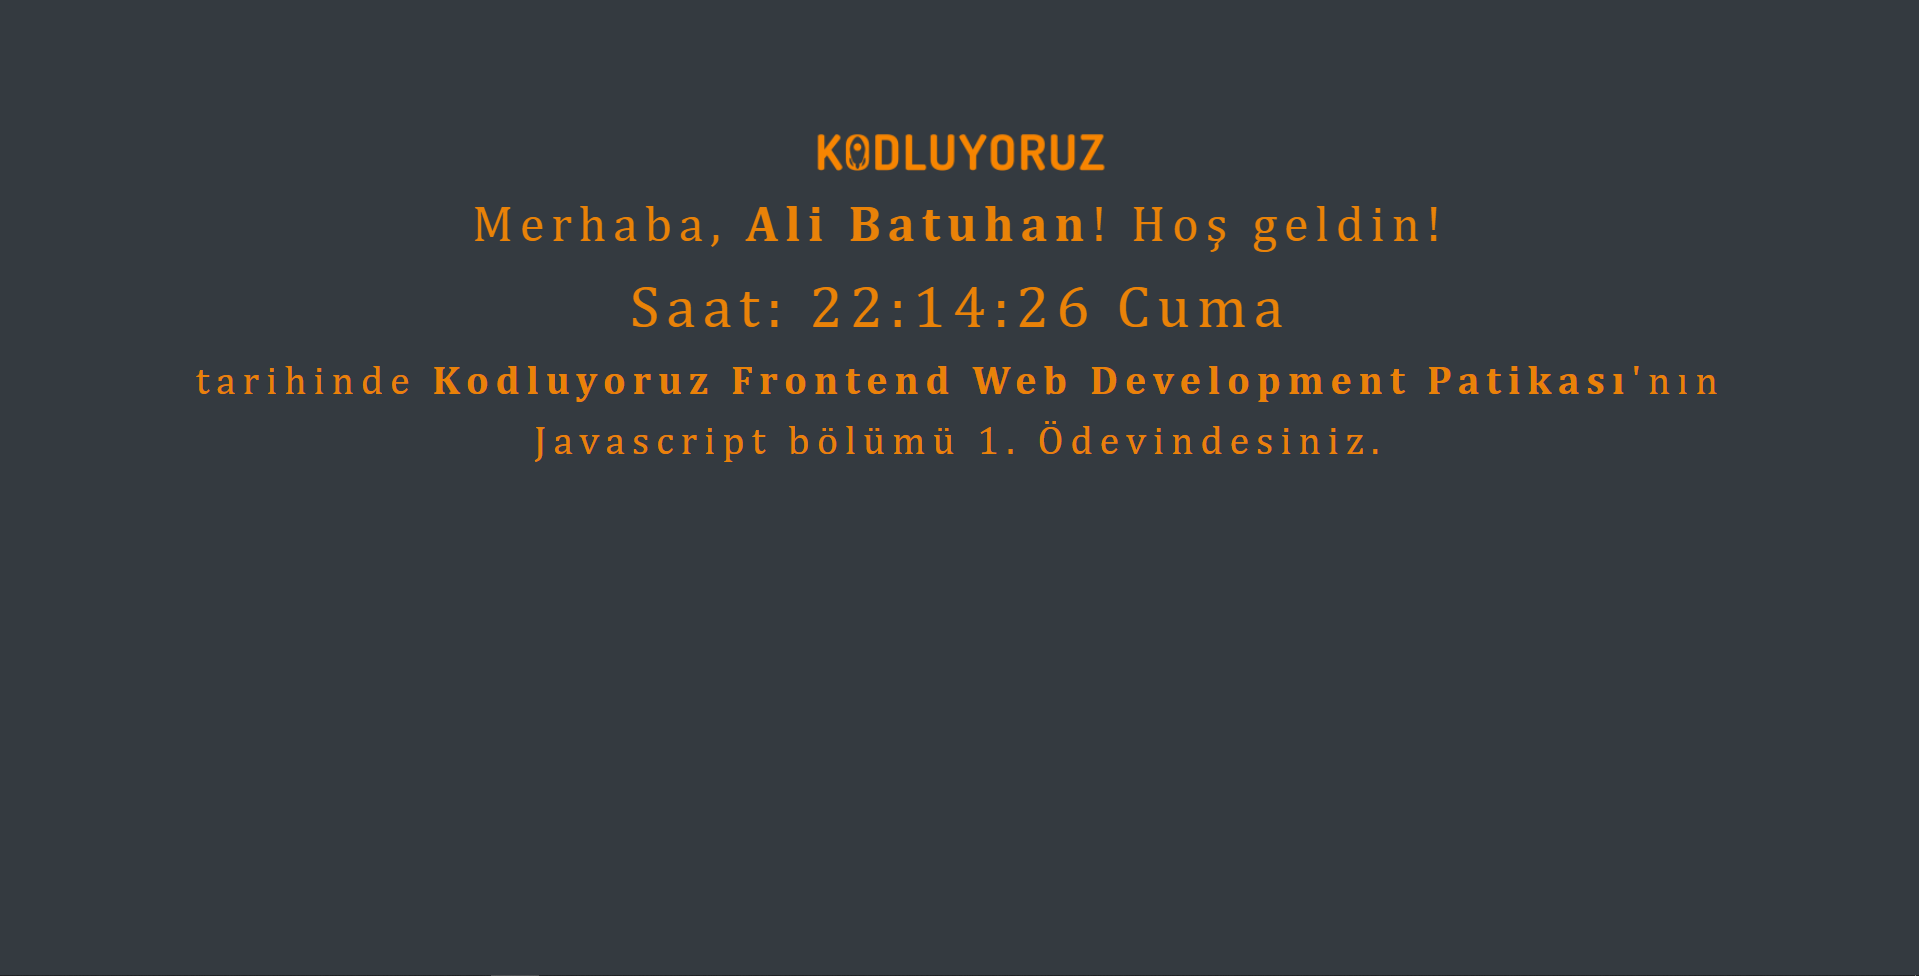 KODLUYORUZ
Merhaba, Ali Batuhan! Hoş geldin!
Saat: 22:14:26 Cuma
tarihinde Kodluyoruz Frontend Web Development Patikası'nın
Javascript bölümü 1. Ödevindesiniz.